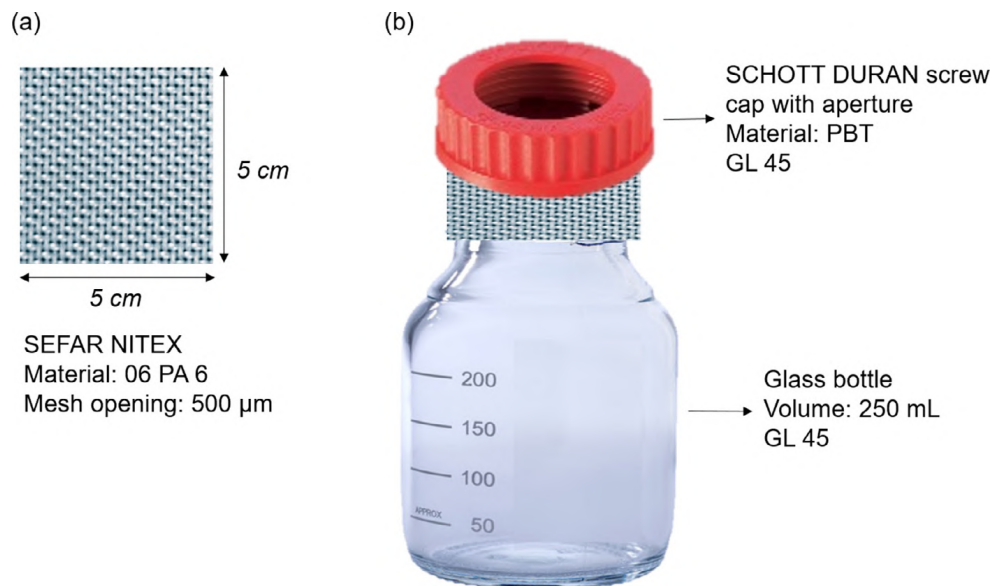 (a)
5 cm
5 cm
SEFAR NITEX
Material: 06 PA 6
Mesh opening: 500 µm
(b)
SCHOTT DURAN screw
cap with aperture
Material: PBT
GL 45
200
150
100
APPROX
50
Glass bottle
Volume: 250 mL
GL 45